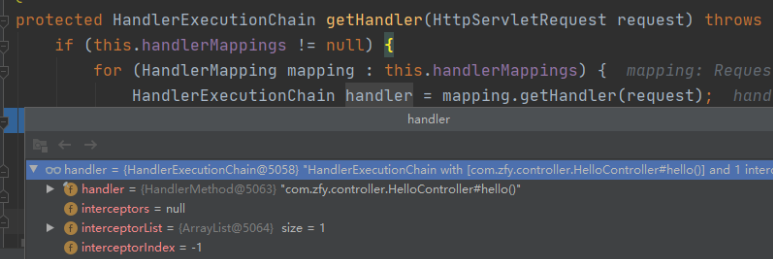 protected HandlerExecutionChain getHandler(HttpServletRequest request) throws
if (this.handlerMappings != null) {
for (HandlerMapping mapping : this.handlerMappings) { mapping: Reques
HandlerExecutionChain handler = mapping.getHandler(request); hand
handler
handler = {HandlerExecutionChain@5058} "HandlerExecutionChain with [com.zfy.controller.HelloController#hello()] and 1 interc
handler = {HandlerMethod@5063} "com.zfy.controller.HelloController#hello()"
interceptors = null
interceptorList = {ArrayList@5064} size = 1
interceptorIndex = -1